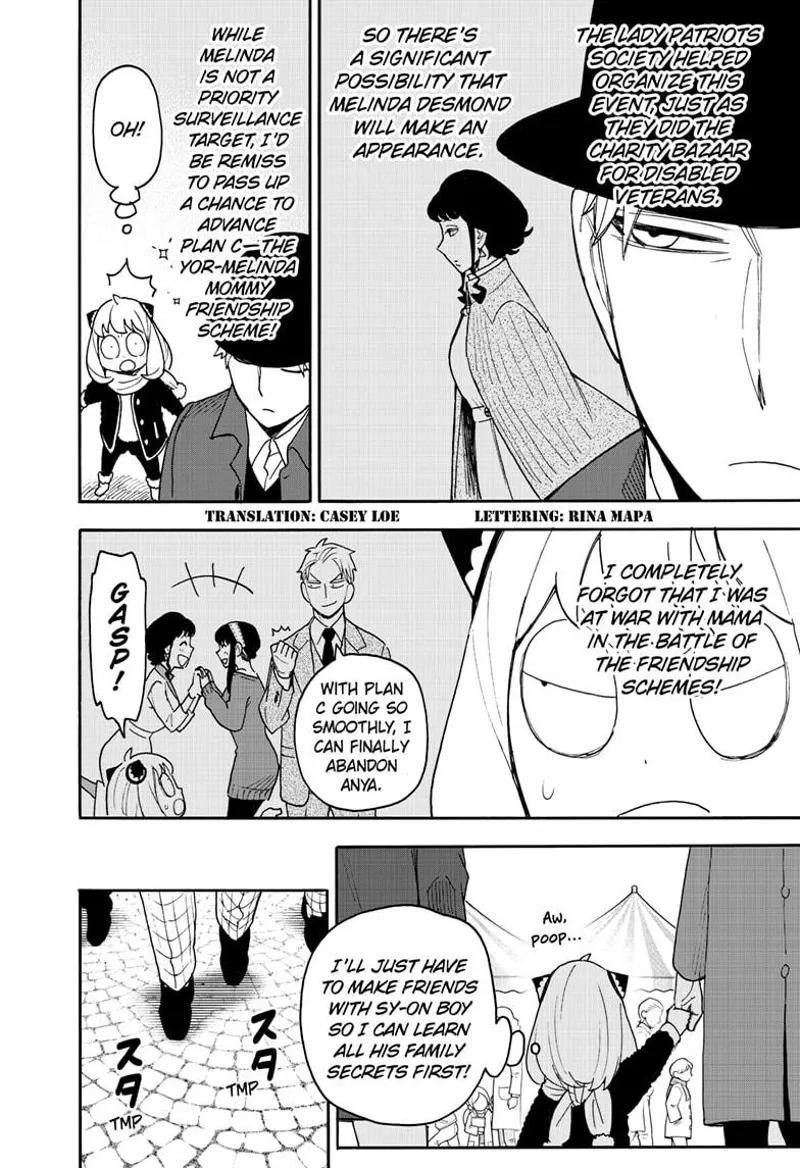 THE LADY PATRIOTS
SOCIETY HELPED
ORGANIZE THIS
EVENT, JUST AS
THEY DID THE
CHARITY BAZAAR
FOR DISABLED
VETERANS.
SO THERE'S
A SIGNIFICANT
POSSIBILITY THAT
MELINDA DESMOND
WILL MAKE AN
APPEARANCE.
WHILE
MELINDA
IS NOT A
PRIORITY
SURVEILLANCE
TARGET, I'D
BE REMISS
TO PASS UP
A CHANCE TO
ADVANCE
PLAN C—THE
YOR-MELINDA
MOMMY
FRIENDSHIP
SCHEME!
OH!
TRANSLATION: CASEY LOE
LETTERING: RINA MAPA
I COMPLETELY
FORGOT THAT I WAS
AT WAR WITH MAMA
IN THE BATTLE OF
THE FRIENDSHIP
SCHEMES!
WITH PLAN
C GOING SO
SMOOTHLY, I
CAN FINALLY
ABANDON
ANYA.
GASP!
AW,
POOP...
I'LL JUST HAVE
TO MAKE FRIENDS
WITH SY-ON BOY
SO I CAN LEARN
ALL HIS FAMILY
SECRETS FIRST!
スタ
TMP
スタ
TMP